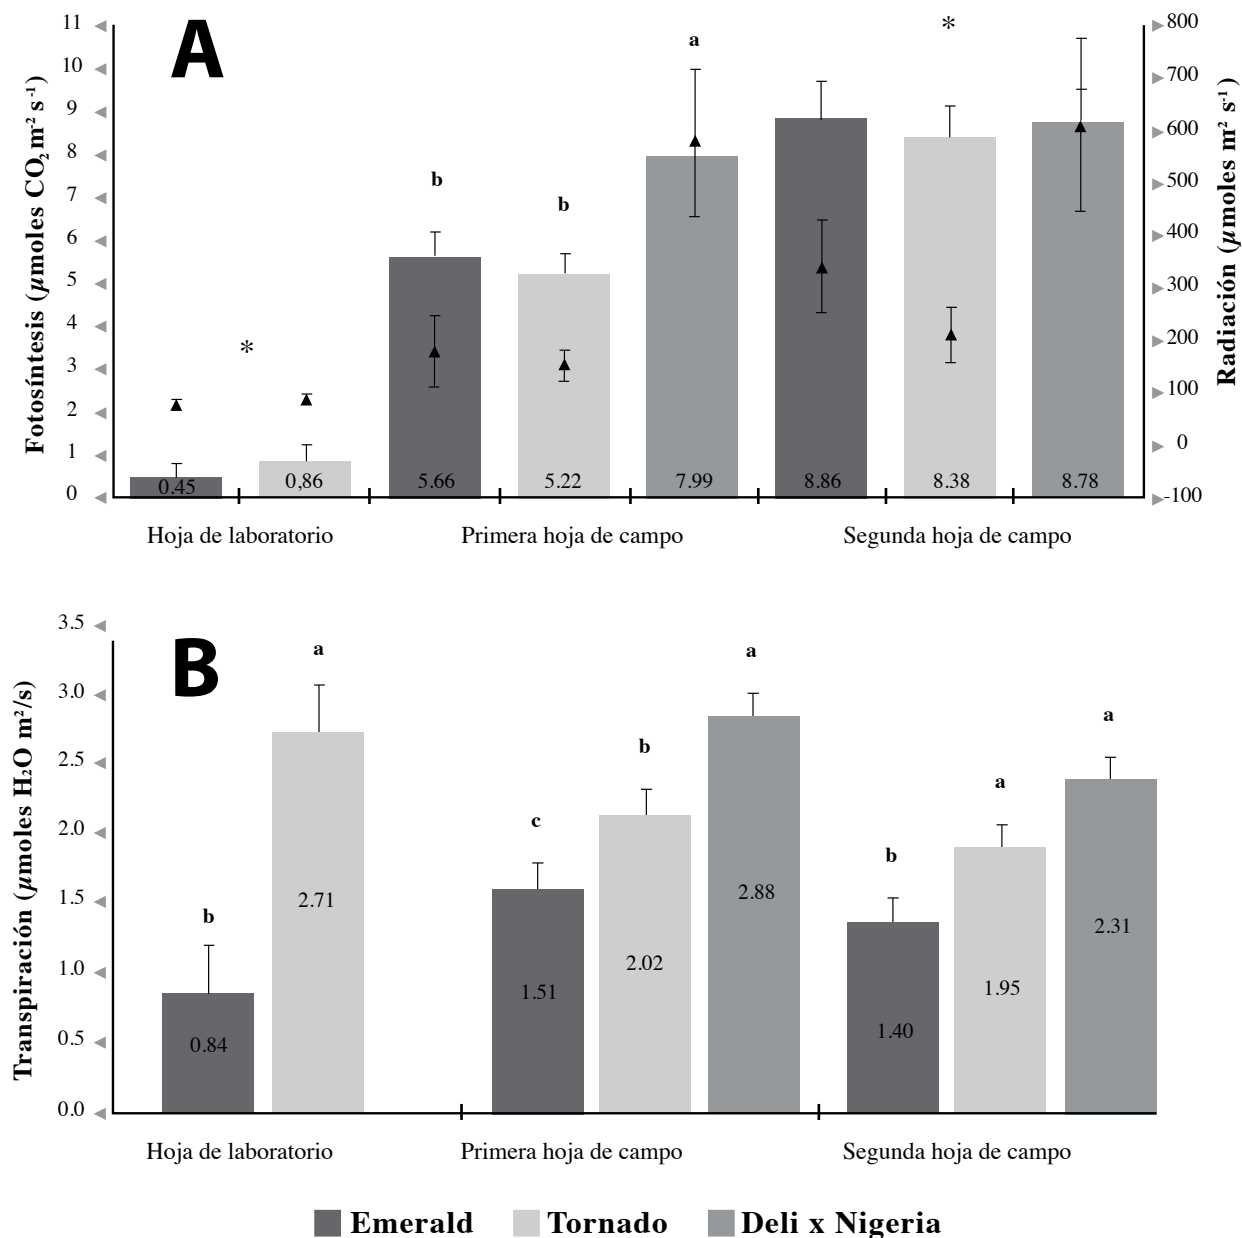 A
Fotosíntesis (µmoles CO₂ m⁻² s⁻¹)
11
10
9
8
7
6
5
4
3
2
1
0
Radiación (µmoles m² s⁻¹)
800
700
600
500
400
300
200
100
0
-100
*
b
b
a
*
0.45
0,86
5.66
5.22
7.99
8.86
8.38
8.78
Hoja de laboratorio
Primera hoja de campo
Segunda hoja de campo
B
Transpiración (µmoles H₂O m²/s)
3.5
3.0
2.5
2.0
1.5
1.0
0.5
0.0
b
a
c
b
a
b
a
a
0.84
2.71
1.51
2.02
2.88
1.40
1.95
2.31
Hoja de laboratorio
Primera hoja de campo
Segunda hoja de campo
Emerald
Tornado
Deli x Nigeria